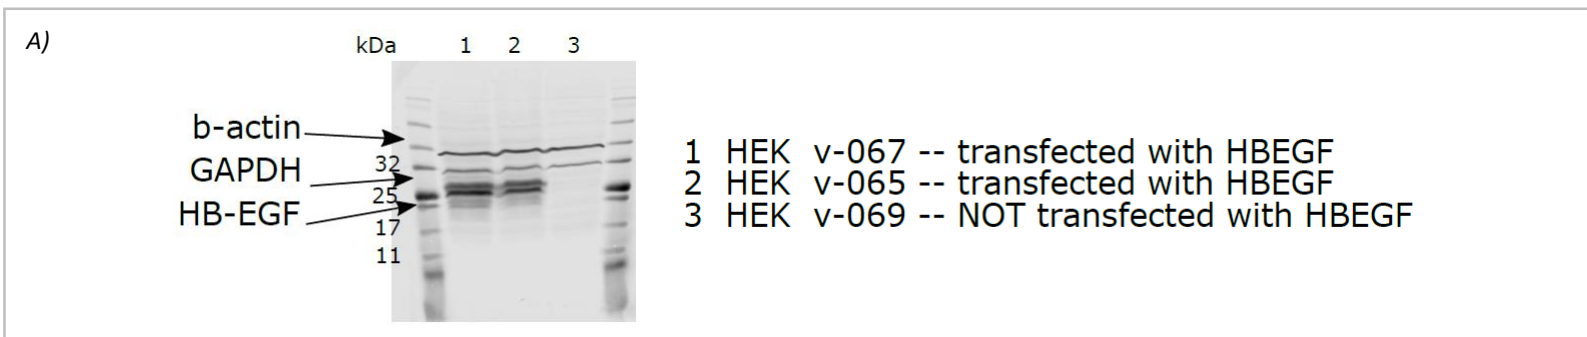 A)
kDa 1 2 3
b-actin
32
GAPDH
25
HB-EGF
17
11
1 HEK v-067 -- transfected with HBEGF
2 HEK v-065 -- transfected with HBEGF
3 HEK v-069 -- NOT transfected with HBEGF